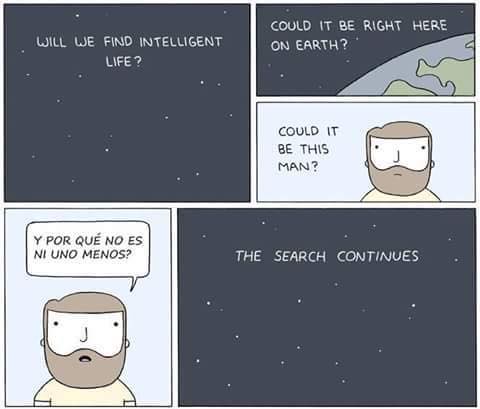 WILL WE FIND INTELLIGENT
LIFE?
COULD IT BE RIGHT HERE
ON EARTH?
COULD IT
BE THIS
MAN?
Y POR QUÉ NO ES
NI UNO MENOS?
THE SEARCH CONTINUES